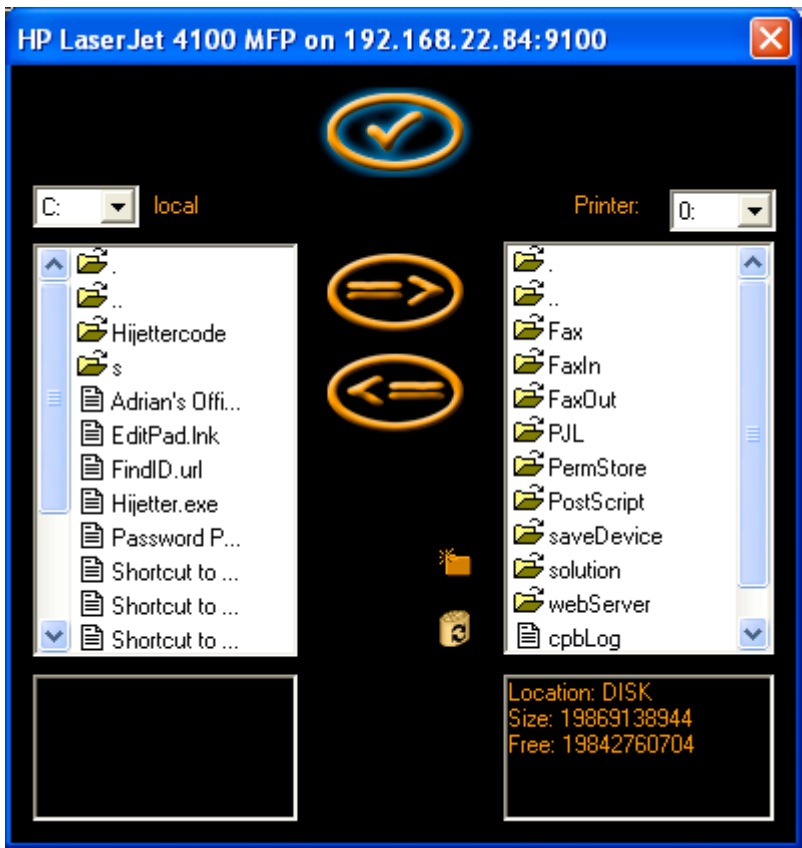 HP LaserJet 4100 MFP on 192.168.22.84:9100
C:
local
Printer:
0:
.
..
Hijettercode
s
Adrian's Offi...
EditPad.lnk
FindID.url
Hijetter.exe
Password P...
Shortcut to ...
Shortcut to ...
Shortcut to ...
=>
<=
.
..
Fax
FaxIn
FaxOut
PJL
PermStore
PostScript
saveDevice
solution
webServer
cpbLog
Location: DISK
Size: 19869138944
Free: 19842760704